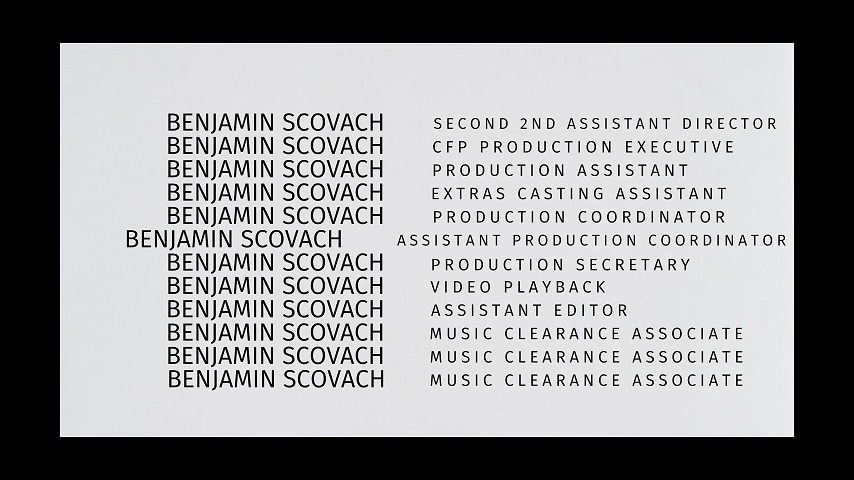 BENJAMIN SCOVACH SECOND 2ND ASSISTANT DIRECTOR
BENJAMIN SCOVACH CFP PRODUCTION EXECUTIVE
BENJAMIN SCOVACH PRODUCTION ASSISTANT
BENJAMIN SCOVACH EXTRAS CASTING ASSISTANT
BENJAMIN SCOVACH PRODUCTION COORDINATOR
BENJAMIN SCOVACH ASSISTANT PRODUCTION COORDINATOR
BENJAMIN SCOVACH PRODUCTION SECRETARY
BENJAMIN SCOVACH VIDEO PLAYBACK
BENJAMIN SCOVACH ASSISTANT EDITOR
BENJAMIN SCOVACH MUSIC CLEARANCE ASSOCIATE
BENJAMIN SCOVACH MUSIC CLEARANCE ASSOCIATE
BENJAMIN SCOVACH MUSIC CLEARANCE ASSOCIATE